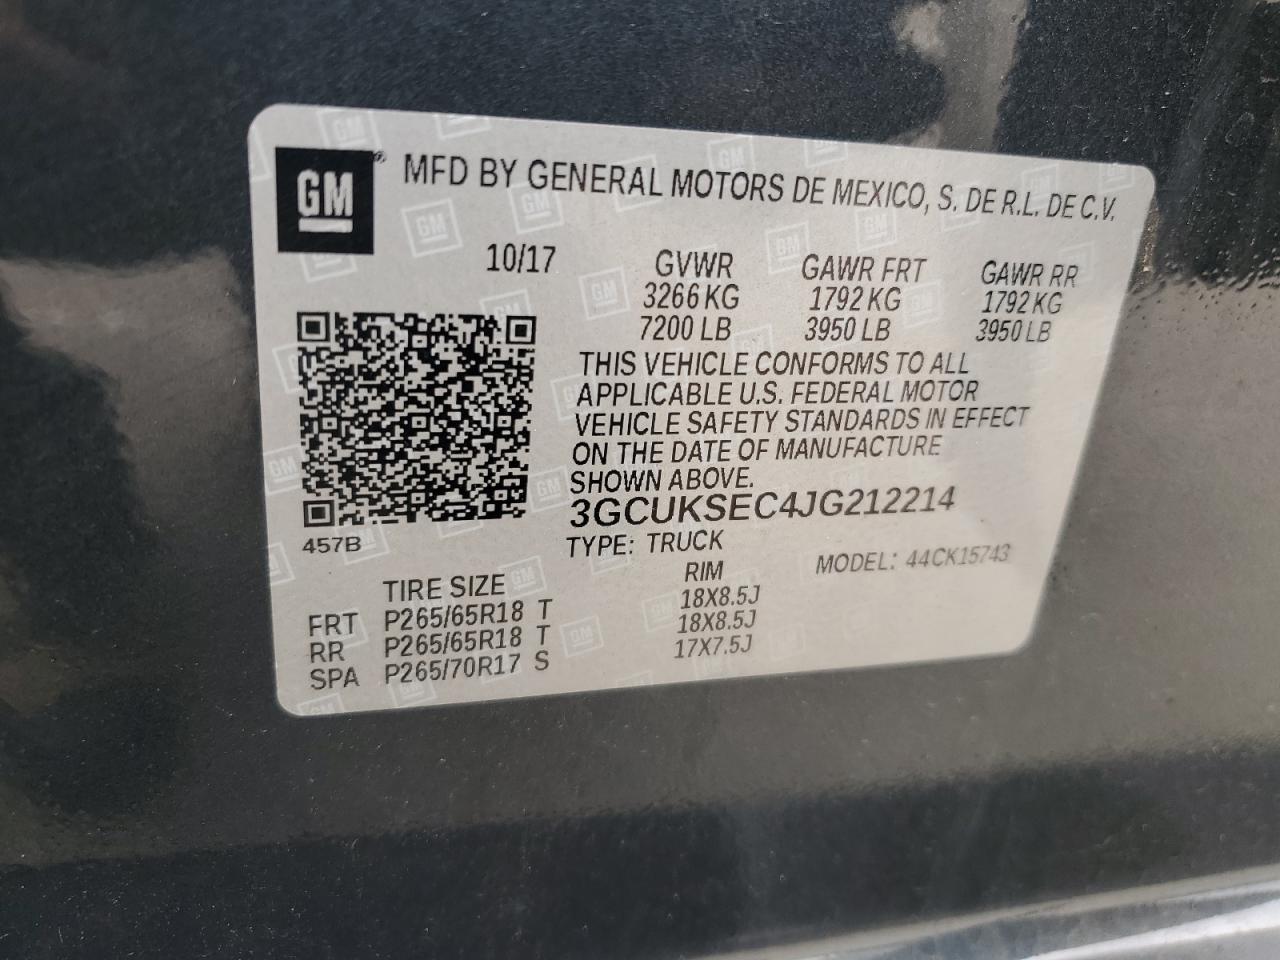 GM® MFD BY GENERAL MOTORS DE MEXICO, S. DE R.L. DE C.V.
10/17 GVWR GAWR FRT GAWR RR
3266 KG 1792 KG 1792 KG
7200 LB 3950 LB 3950 LB
THIS VEHICLE CONFORMS TO ALL
APPLICABLE U.S. FEDERAL MOTOR
VEHICLE SAFETY STANDARDS IN EFFECT
ON THE DATE OF MANUFACTURE
SHOWN ABOVE.
3GCUKSEC4JG212214
457B TYPE: TRUCK MODEL: 44CK15743
TIRE SIZE RIM
FRT P265/65R18 T 18X8.5J
RR P265/65R18 T 18X8.5J
SPA P265/70R17 S 17X7.5J